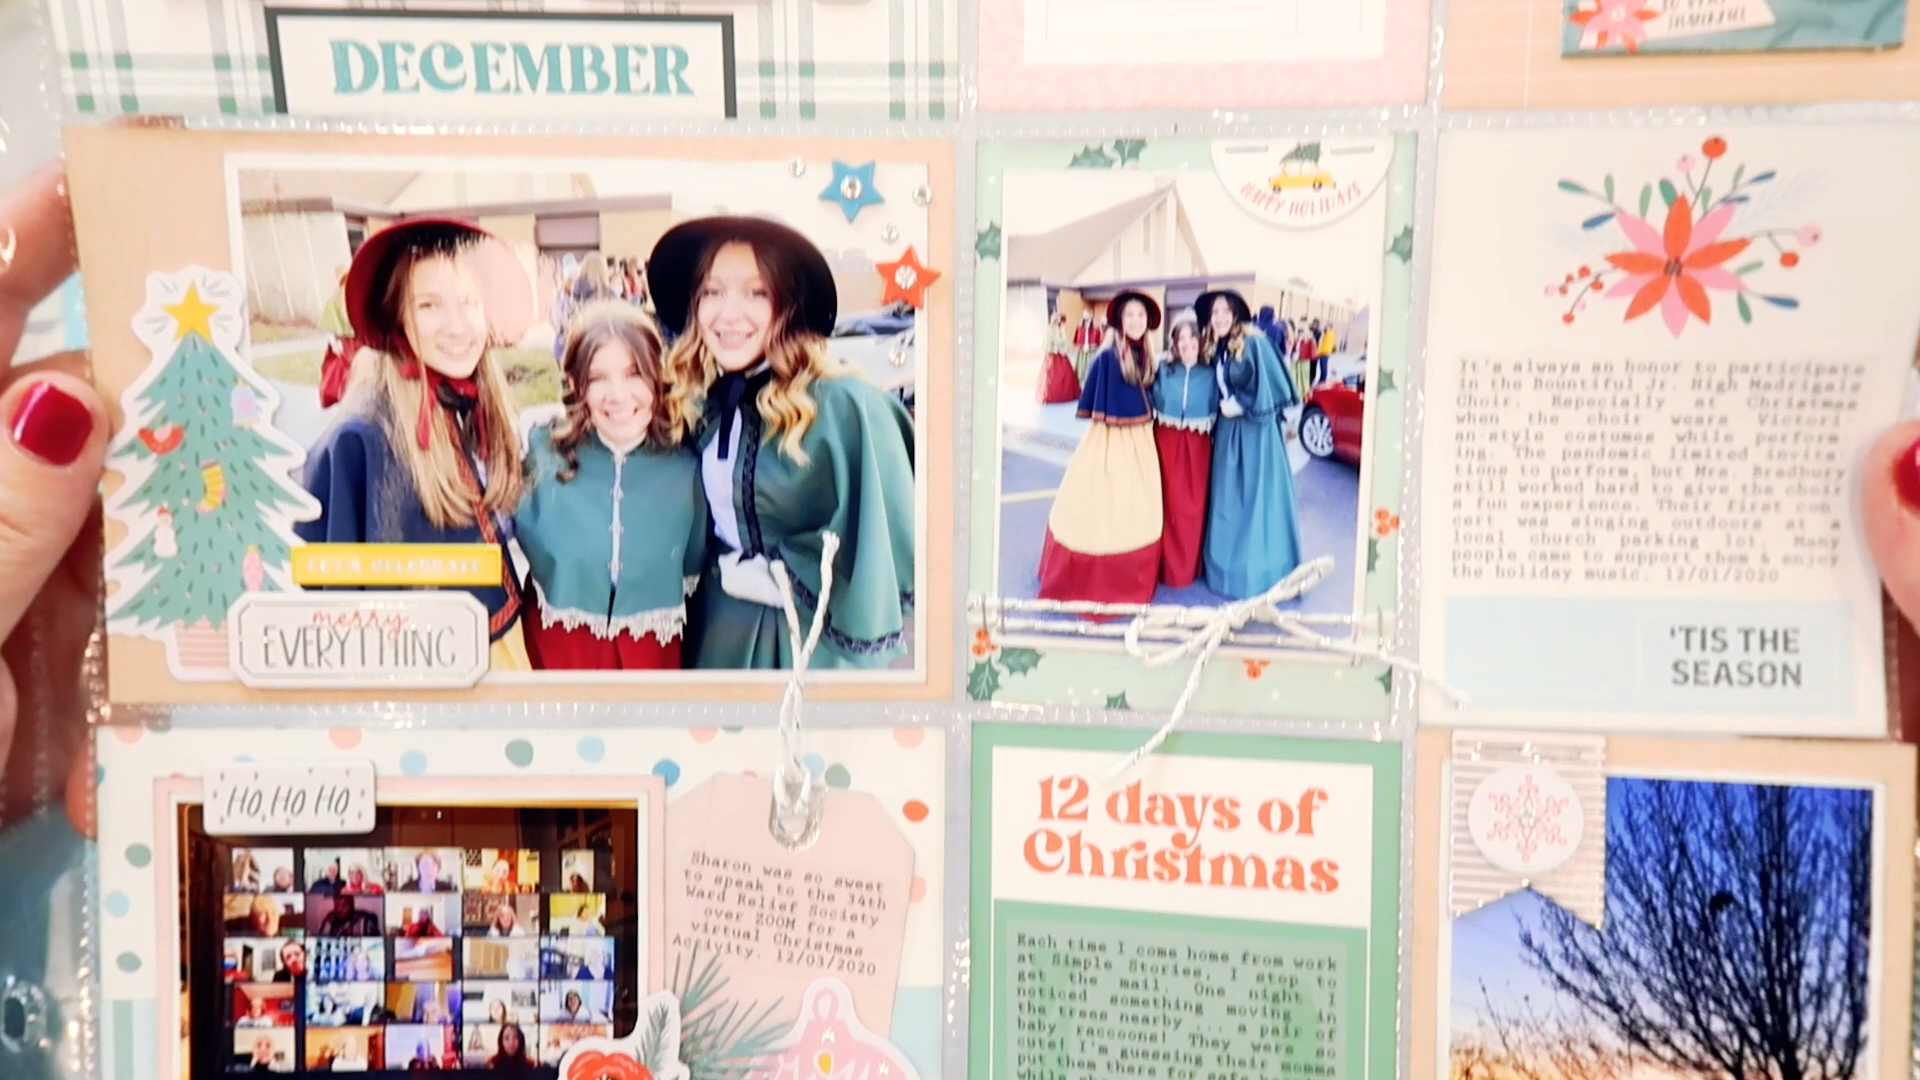 DECEMBER
THANKFUL
HAPPY HOLIDAYS
LET'S CELEBRATE
merry
EVERYTHING
It's always an honor to participate
in the Bountiful Jr. High Madrigals
Choir. Especially at Christmas
when the choir wears Victori-
an-style costumes while perform-
ing. The pandemic limited invita-
tions to perform, but Mrs. Bradbury
still worked hard to give the choir
a fun experience. Their first con-
cert was singing outdoors at a
local church parking lot. Many
people came to support them & enjoy
the holiday music. 12/01/2020
'TIS THE
SEASON
HO HO HO
Sharon was so sweet
to speak to the 34th
Ward Relief Society
over ZOOM for a
virtual Christmas
Activity. 12/03/2020
12 days of
Christmas
Each time I come home from work
at Simple Stories, I stop to
get the mail. One night I
noticed something moving in
the trees nearby ... a pair of
baby raccoons! They were so
cute! I'm guessing their momma
put them there for safe
while